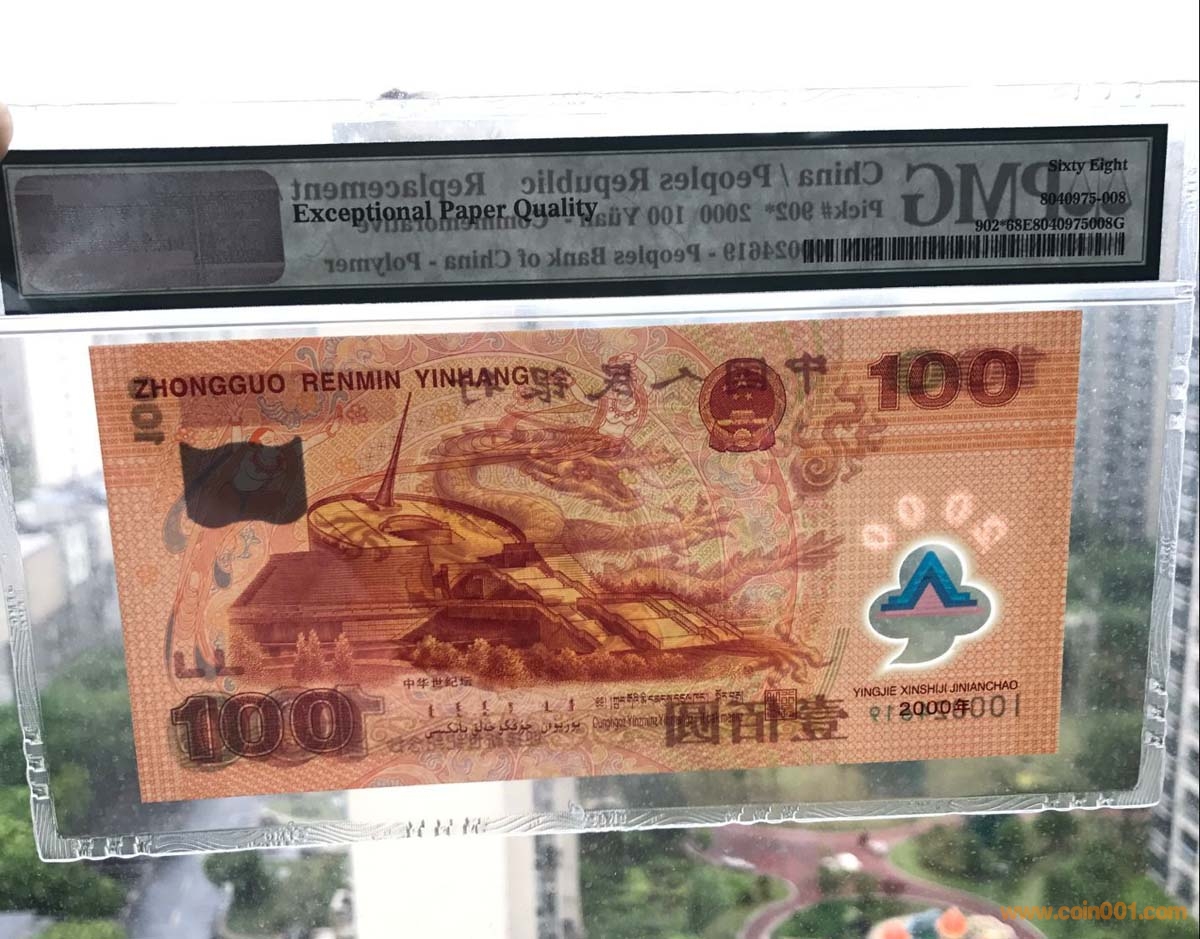 Sixty Eight
PMG
China / Peoples Republic Replacement
Pick# 902* 2000 100 Yüan - Commemorative
8040975-008
Exceptional Paper Quality
902*68E8040975008G
0024619 - Peoples Bank of China - Polymer
ZHONGGUO RENMIN YINHANG
中国人民银行
100
100
中华世纪坛
壹佰圆
YINGJIE XINSHIJI JINIANCHAO
2000年
100
www.coin001.com